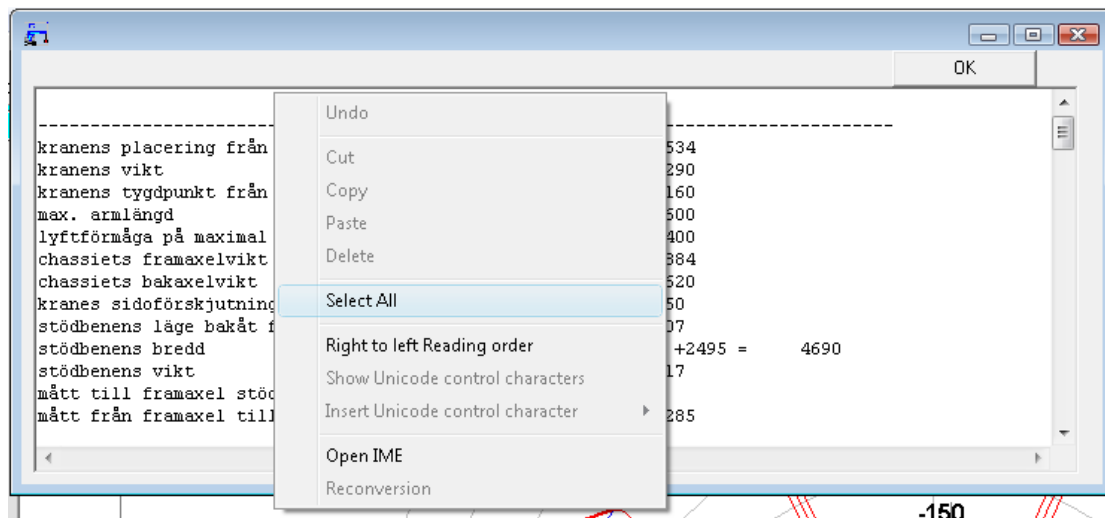 OK
--------------------------------------------------------------------------------
kranens placering från 534
kranens vikt 290
kranens tygdpunkt från 160
max. armlängd 500
lyftförmåga på maximal 400
chassiets framaxelvikt 384
chassiets bakaxelvikt 520
kranes sidoförskjutning 50
stödbenens läge bakåt 07
stödbenens bredd +2495 = 4690
stödbenens vikt 17
mått till framaxel
mått från framaxel 285
Undo
Cut
Copy
Paste
Delete
Select All
Right to left Reading order
Show Unicode control characters
Insert Unicode control character
Open IME
Reconversion
-150